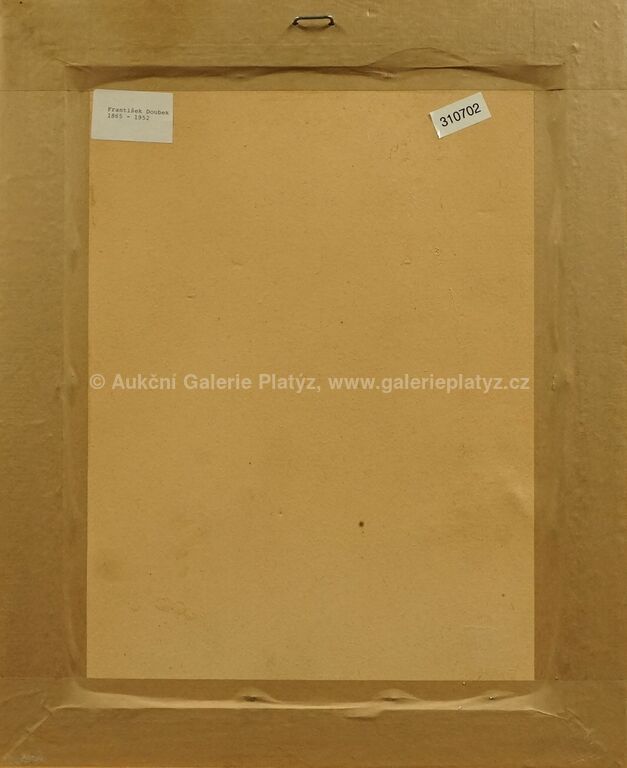 František Doubek
1865 - 1952
310702
© Aukční Galerie Platýz, www.galerieplatyz.cz